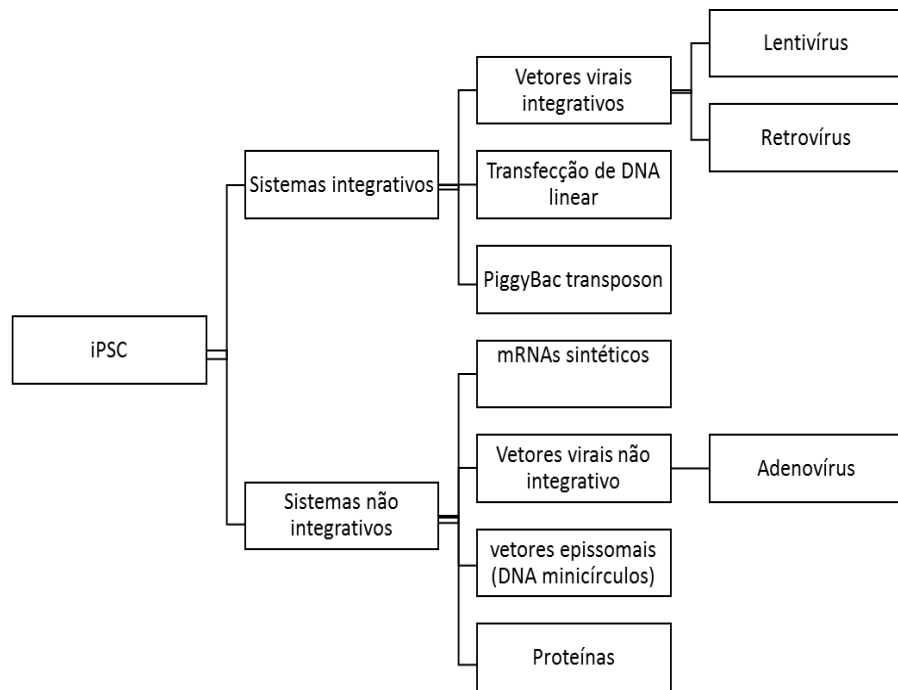 iPSC
Sistemas integrativos
Vetores virais
integrativos
Lentivírus
Retrovírus
Transfecção de DNA
linear
PiggyBac transposon
Sistemas não
integrativos
mRNAs sintéticos
Vetores virais não
integrativo
Adenovírus
vetores epissomais
(DNA minicírculos)
Proteínas